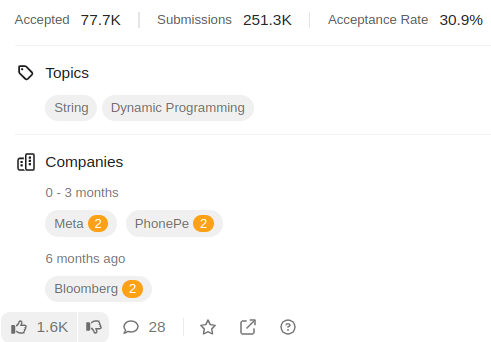 Accepted 77.7K Submissions 251.3K Acceptance Rate 30.9%
Topics
String Dynamic Programming
Companies
0 - 3 months
Meta 2 PhonePe 2
6 months ago
Bloomberg 2
1.6K 28